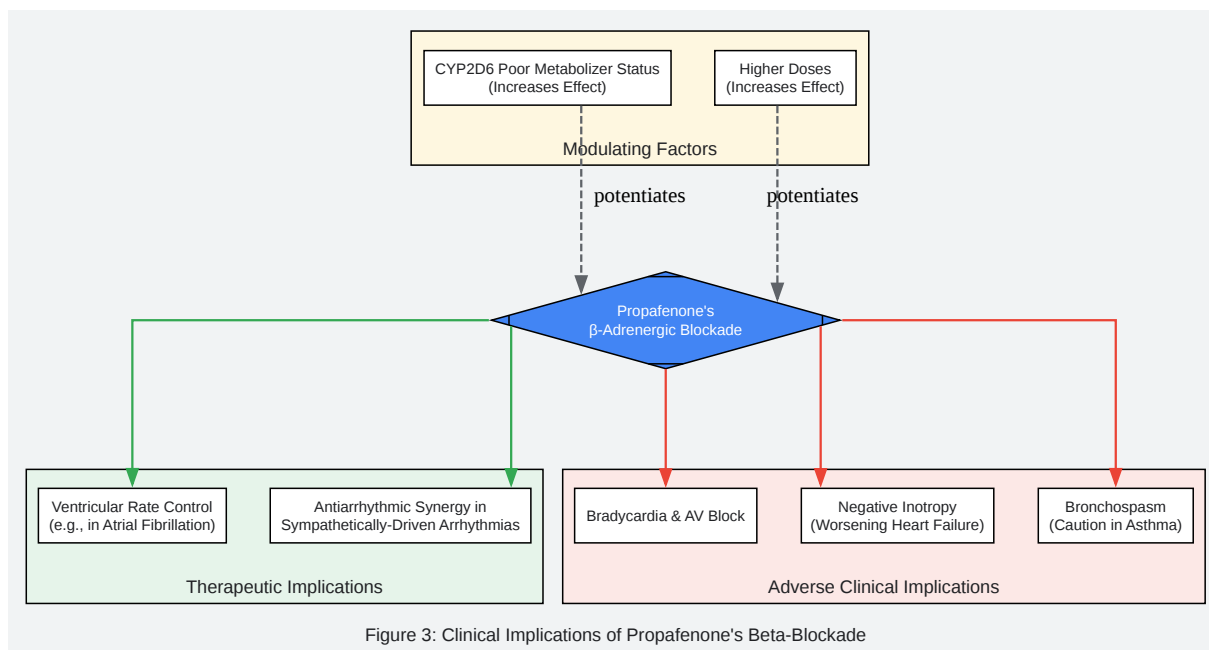 CYP2D6 Poor Metabolizer Status
(Increases Effect)
Higher Doses
(Increases Effect)
Modulating Factors
potentiates
potentiates
Propafenone's
β-Adrenergic Blockade
Ventricular Rate Control
(e.g., in Atrial Fibrillation)
Antiarrhythmic Synergy in
Sympathetically-Driven Arrhythmias
Therapeutic Implications
Bradycardia & AV Block
Negative Inotropy
(Worsening Heart Failure)
Bronchospasm
(Caution in Asthma)
Adverse Clinical Implications
Figure 3: Clinical Implications of Propafenone's Beta-Blockade